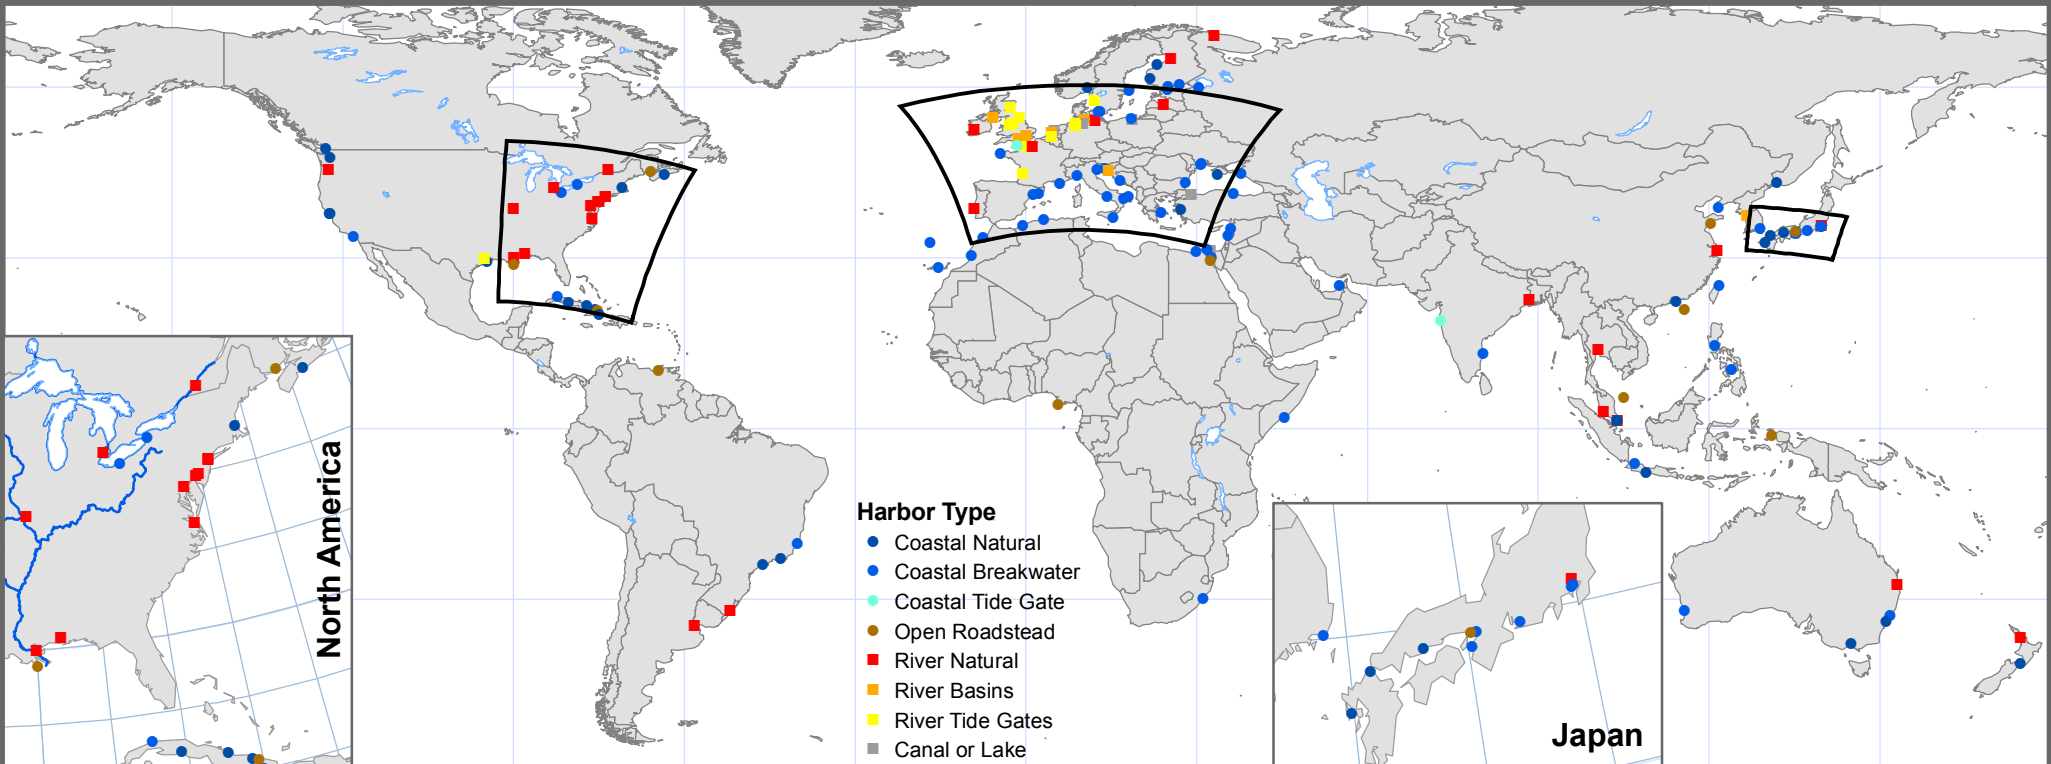 North America
Harbor Type
Coastal Natural
Coastal Breakwater
Coastal Tide Gate
Open Roadstead
River Natural
River Basins
River Tide Gates
Canal or Lake
Japan